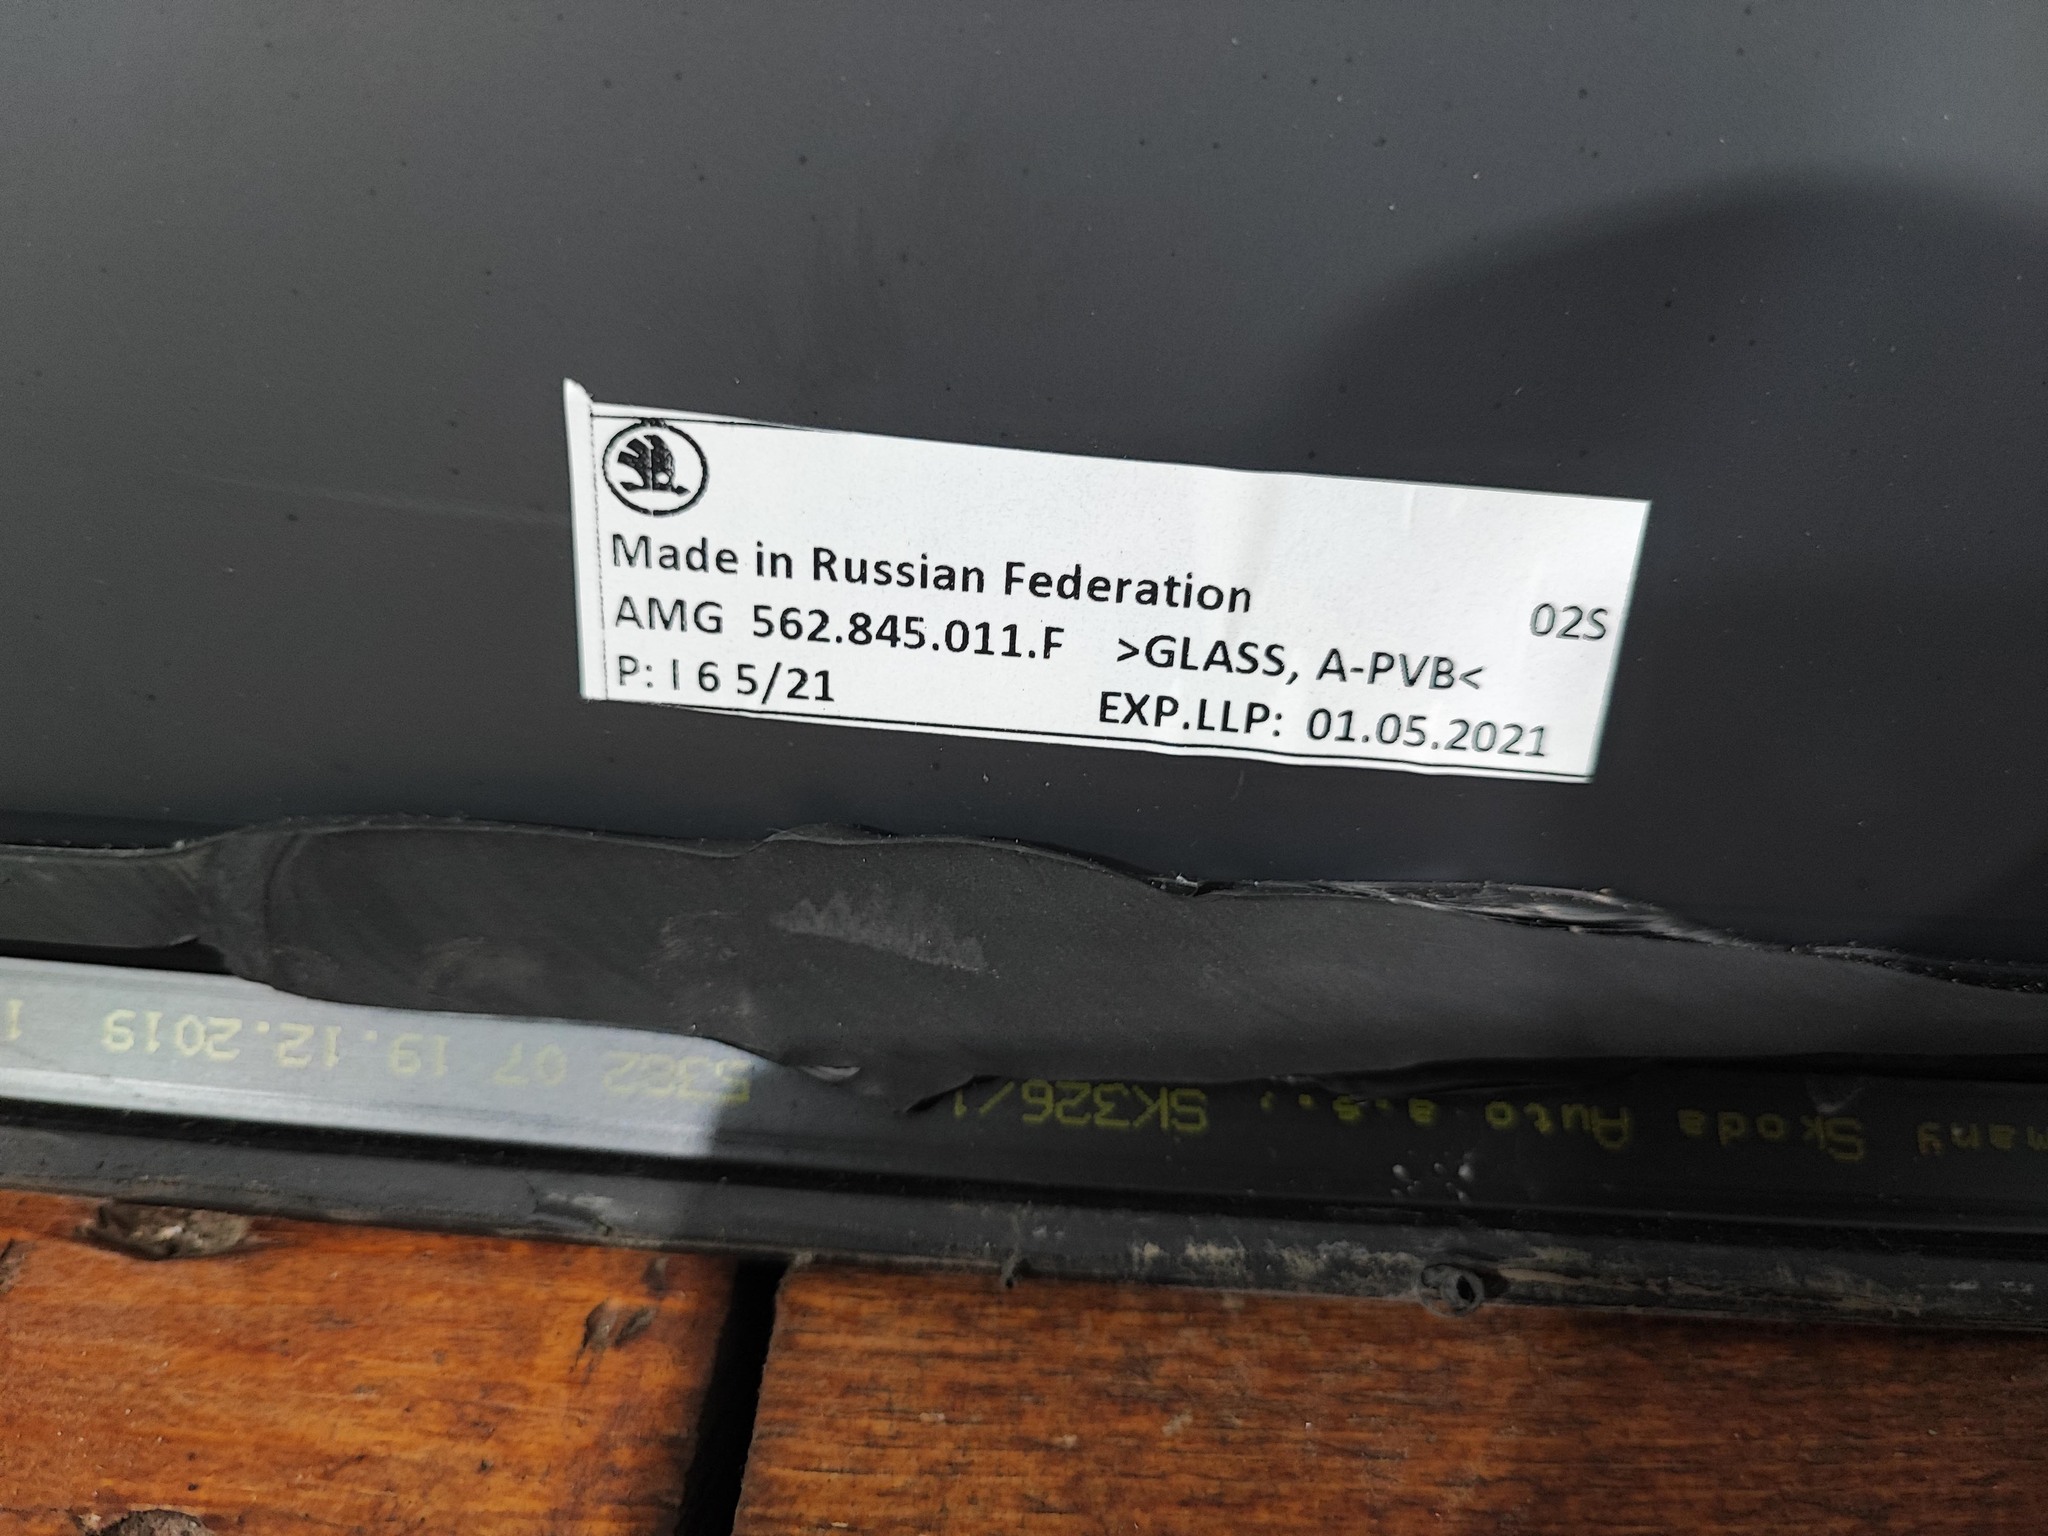 Made in Russian Federation
02S
AMG 562.845.011.F >GLASS, A-PVB<
P: I 6 5/21
EXP.LLP: 01.05.2021
Skoda Auto a.s., SK326/1 07 19.12.2019 1